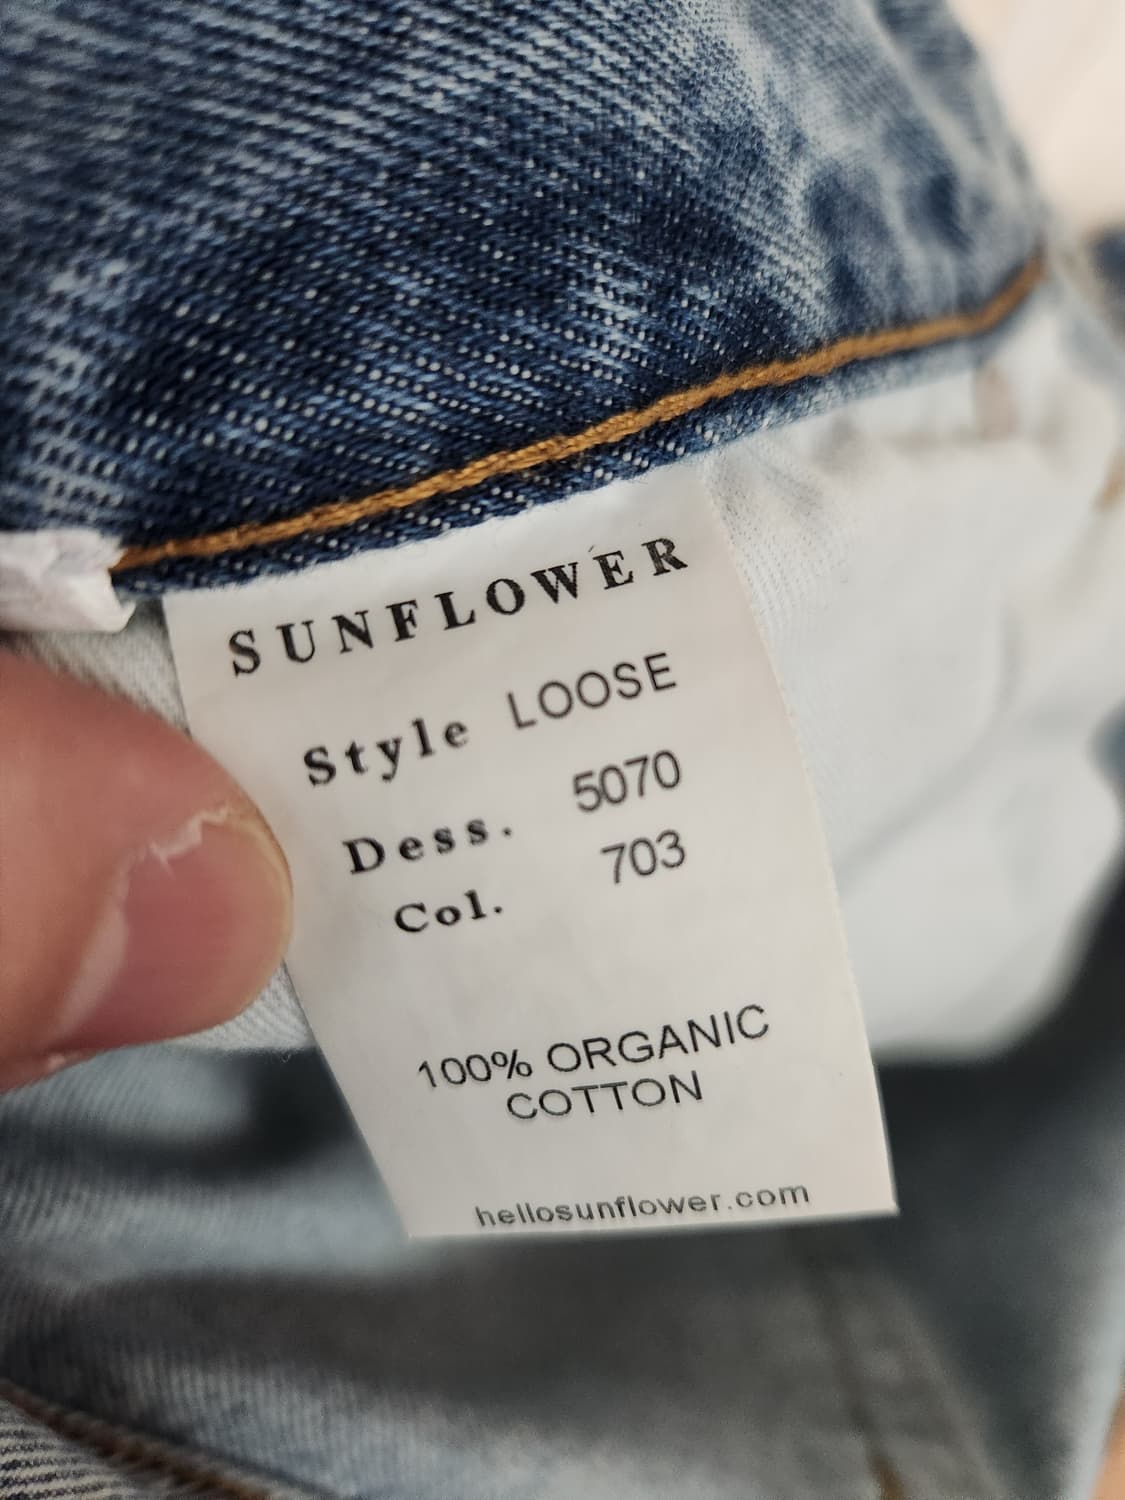 SUNFLOWER
Style LOOSE
Dess. 5070
Col. 703
100% ORGANIC
COTTON
hellosunflower.com